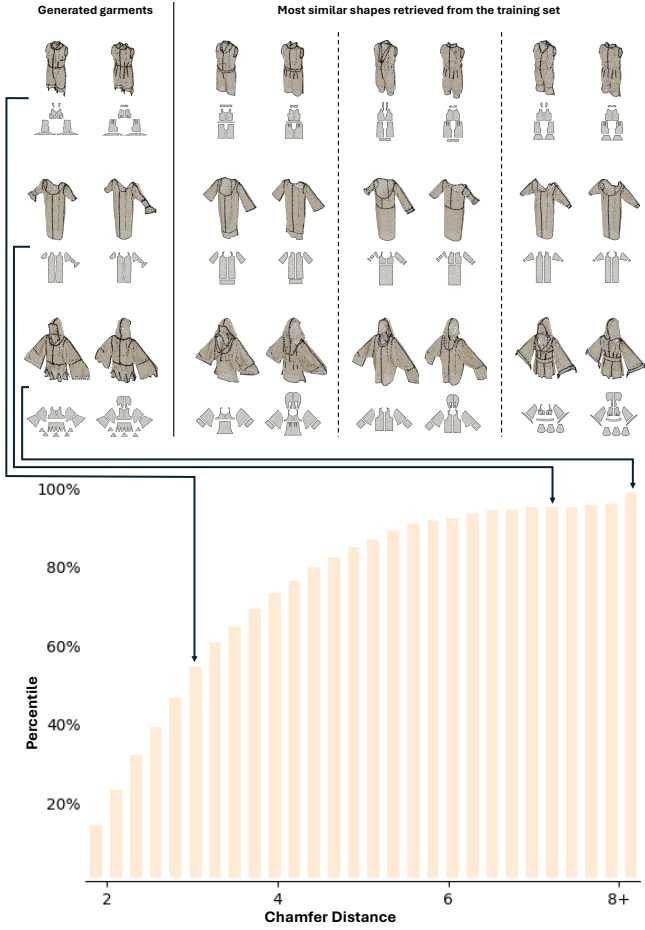 Generated garments
Most similar shapes retrieved from the training set
100%
80%
60%
40%
20%
Percentile
2
4
6
8+
Chamfer Distance